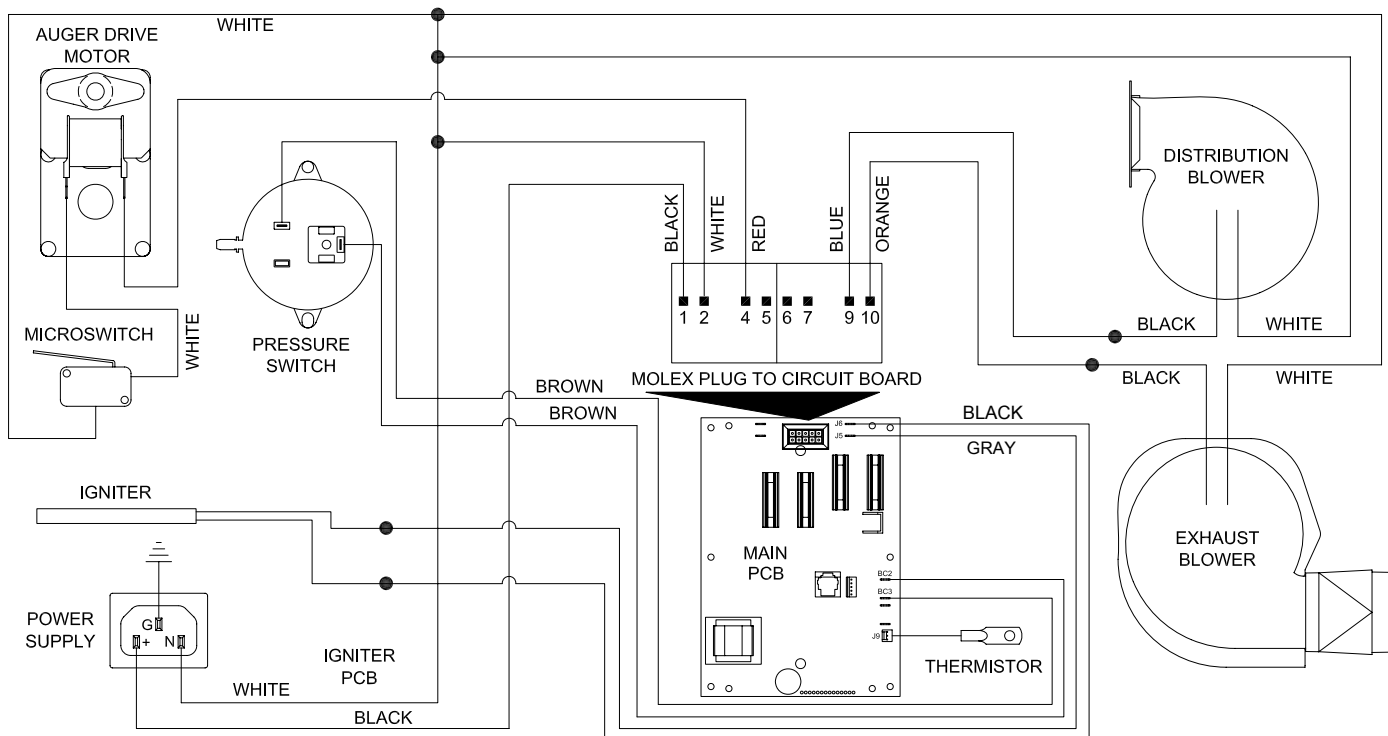 WHITE
AUGER DRIVE
MOTOR
DISTRIBUTION
BLOWER
BLACK
WHITE
RED
BLUE
ORANGE
1 2 4 5 6 7 9 10
MICROSWITCH
WHITE
PRESSURE
SWITCH
BLACK
WHITE
BLACK
WHITE
MOLEX PLUG TO CIRCUIT BOARD
BROWN
BROWN
BLACK
GRAY
J6
J5
IGNITER
EXHAUST
BLOWER
MAIN
PCB
BC2
BC3
J9
THERMISTOR
POWER
SUPPLY
G
+ N
IGNITER
PCB
WHITE
BLACK